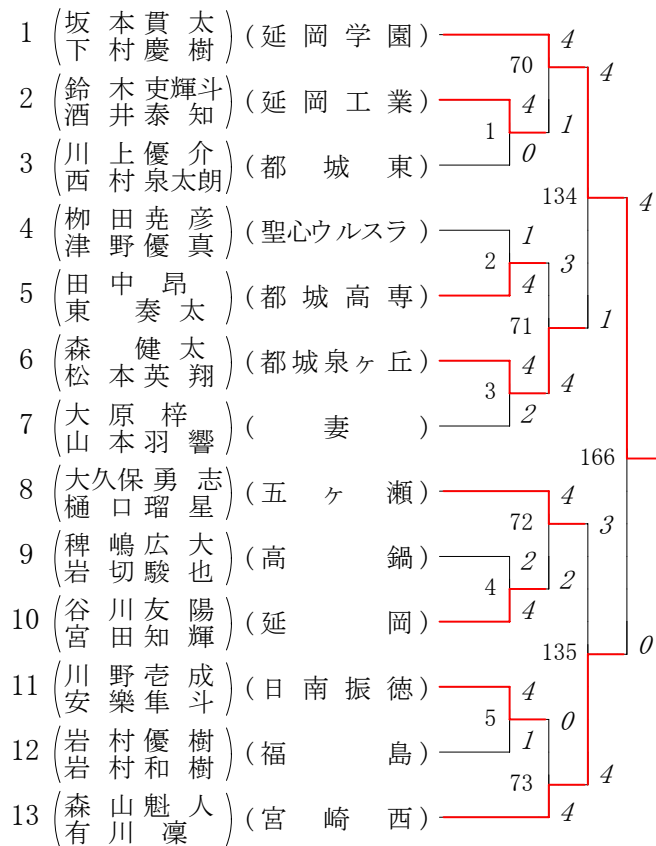 1 坂本貫太 (延岡学園) 4
下村慶樹
70 4
2 鈴木吏輝斗 (延岡工業) 4
酒井泰知
1 1
3 川上優介 (都城東) 0
西村泉太朗
134 4
4 栁田尭彦 (聖心ウルスラ) 1
津野優真
2 3
5 田中昂 (都城高専) 4
東奏太
71 1
6 森健太 (都城泉ヶ丘) 4
松本英翔
3 4
7 大原梓 (妻) 2
山本羽響
166
8 大久保勇志 (五ヶ瀬) 4
樋口瑠星
72 3
9 稗嶋広大 (高鍋) 2
岩切駿也
4 2
10 谷川友陽 (延岡) 4
宮田知輝
135 0
11 川野壱成 (日南振徳) 4
安樂隼斗
5 0
12 岩村優樹 (福島) 1
岩村和樹
73 4
13 森山魁人 (宮崎西) 4
有川凜